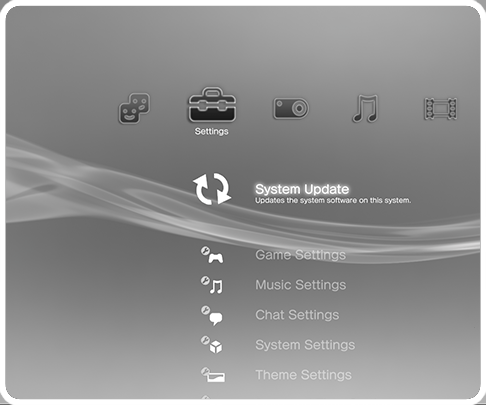 Settings
System Update
Updates the system software on this system.
Game Settings
Music Settings
Chat Settings
System Settings
Theme Settings